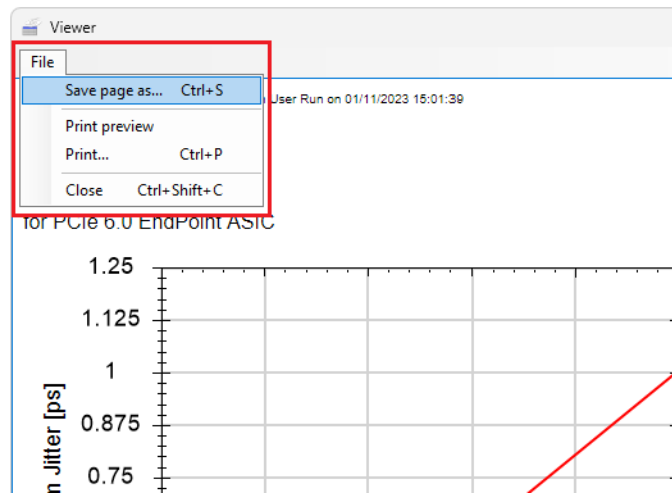 Viewer
File
Save page as... Ctrl+S
Print preview
Print... Ctrl+P
Close Ctrl+Shift+C
User Run on 01/11/2023 15:01:39
for PCIe 6.0 EndPoint ASIC
1.25
1.125
1
0.875
0.75
Jitter [ps]